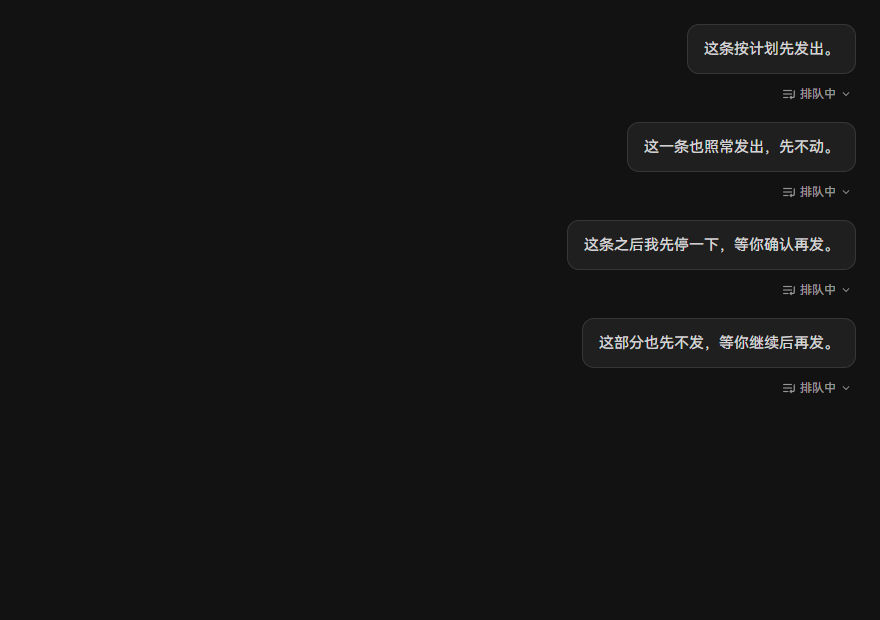 这条按计划先发出。
排队中
这一条也照常发出，先不动。
排队中
这条之后我先停一下，等你确认再发。
排队中
这部分也先不发，等你继续后再发。
排队中